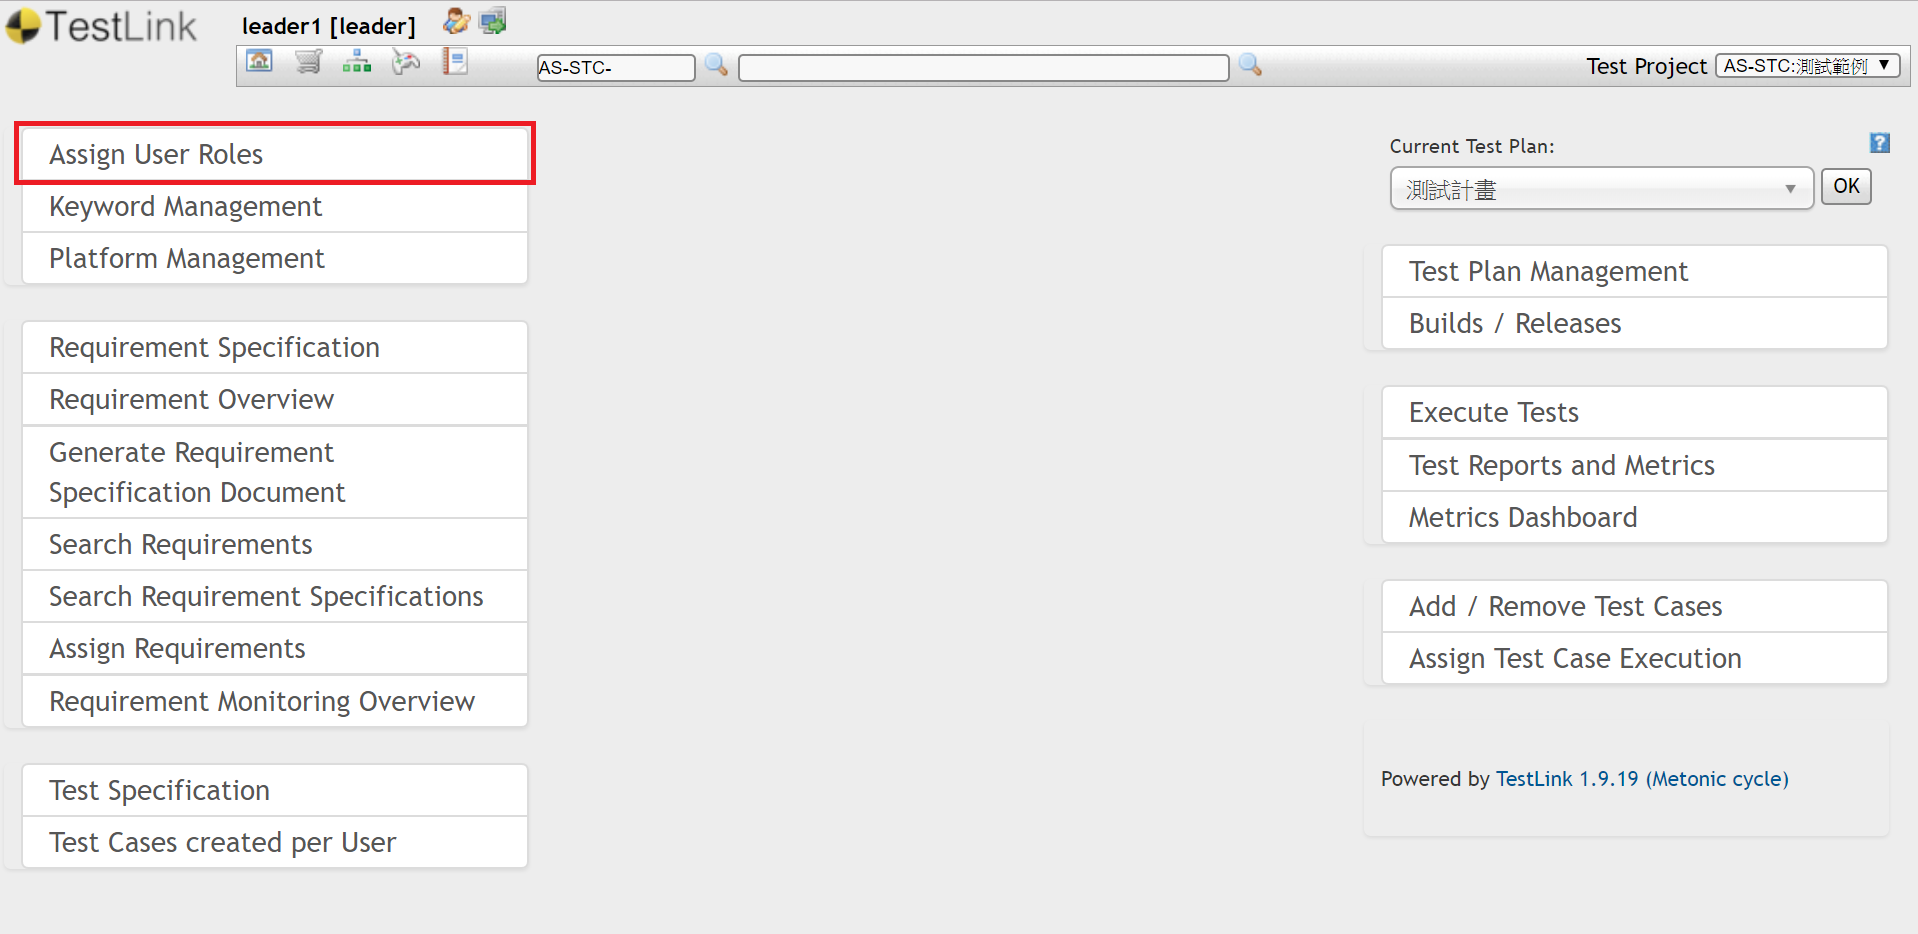 TestLink
leader1 [leader]
AS-STC-
Test Project
AS-STC:測試範例
Assign User Roles
Keyword Management
Platform Management
Requirement Specification
Requirement Overview
Generate Requirement
Specification Document
Search Requirements
Search Requirement Specifications
Assign Requirements
Requirement Monitoring Overview
Test Specification
Test Cases created per User
Current Test Plan:
測試計畫
OK
Test Plan Management
Builds / Releases
Execute Tests
Test Reports and Metrics
Metrics Dashboard
Add / Remove Test Cases
Assign Test Case Execution
Powered by TestLink 1.9.19 (Metonic cycle)